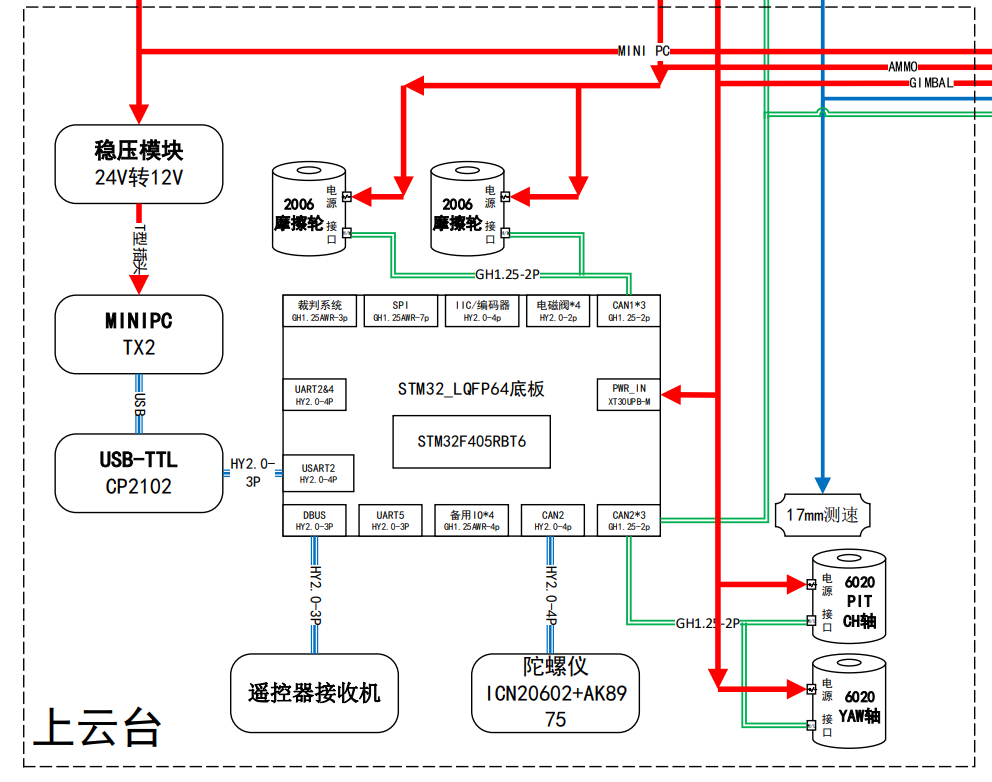 MINI PC
AMMO
GIMBAL
稳压模块
24V转12V
T型插头
MINIPC
TX2
USB
USB-TTL
CP2102
HY2.0-
3P
2006
摩擦轮
电
源
接
口
2006
摩擦轮
电
源
接
口
GH1.25-2P
裁判系统
GH1.25AWR-3p
SPI
GH1.25AWR-7p
IIC/编码器
HY2.0-4p
电磁阀*4
HY2.0-2p
CAN1*3
GH1.25-2p
UART2&4
HY2.0-4P
STM32_LQFP64底板
PWR_IN
XT30UPB-M
STM32F405RBT6
USART2
HY2.0-4P
DBUS
HY2.0-3P
UART5
HY2.0-3P
备用IO*4
GH1.25AWR-4p
CAN2
HY2.0-4p
CAN2*3
GH1.25-2p
17mm测速
HY2.0-3P
HY2.0-4P
GH1.25-2P
电
源
接
口
6020
PIT
CH轴
电
源
接
口
6020
YAW轴
遥控器接收机
陀螺仪
ICN20602+AK89
75
上云台